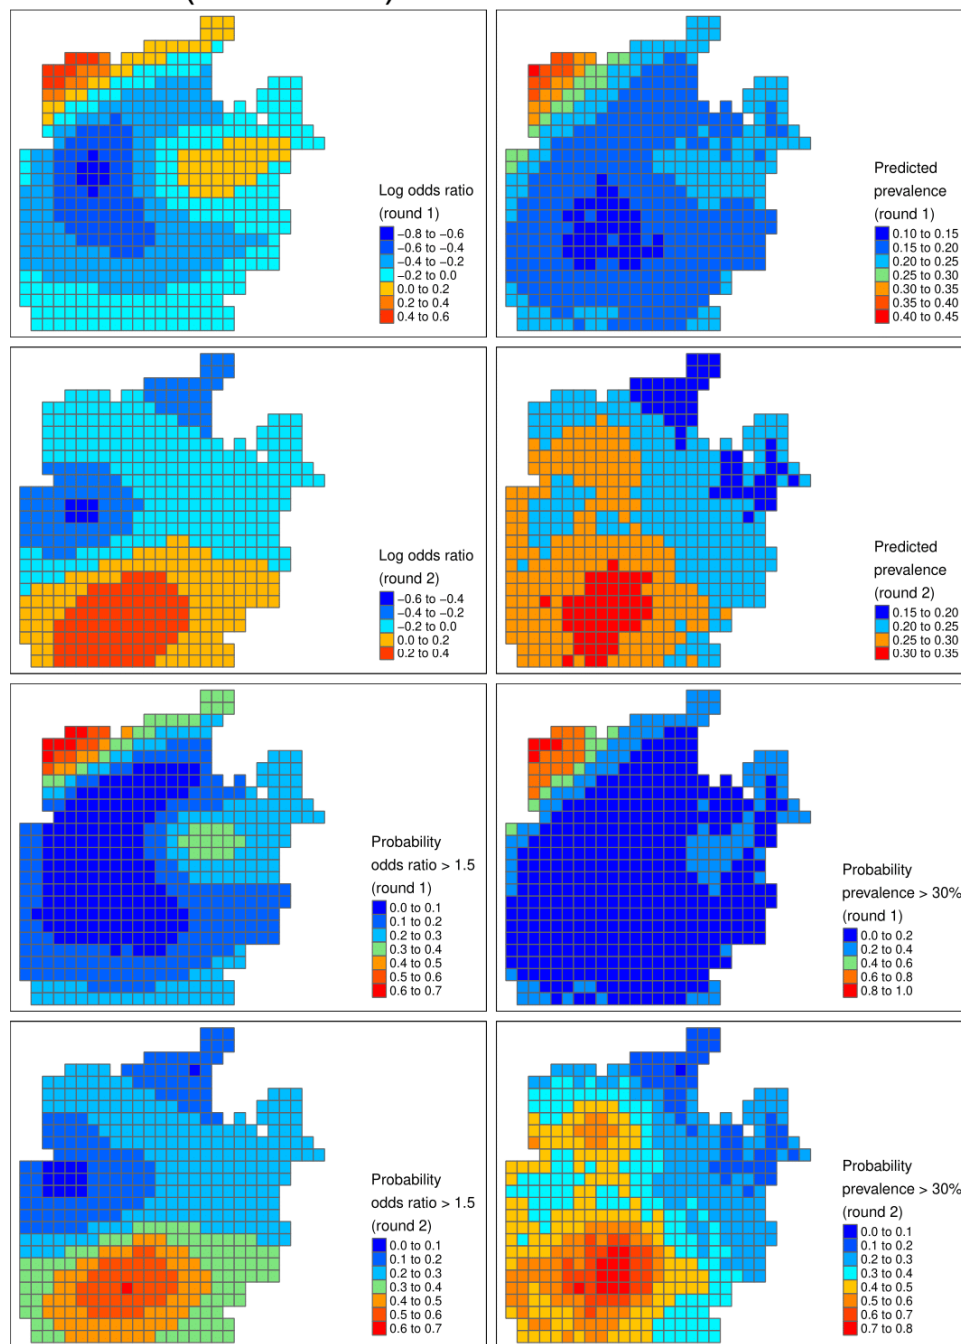 Log odds ratio
(round 1)
−0.8 to −0.6
−0.6 to −0.4
−0.4 to −0.2
−0.2 to 0.0
0.0 to 0.2
0.2 to 0.4
0.4 to 0.6
Predicted
prevalence
(round 1)
0.10 to 0.15
0.15 to 0.20
0.20 to 0.25
0.25 to 0.30
0.30 to 0.35
0.35 to 0.40
0.40 to 0.45
Log odds ratio
(round 2)
−0.6 to −0.4
−0.4 to −0.2
−0.2 to 0.0
0.0 to 0.2
0.2 to 0.4
Predicted
prevalence
(round 2)
0.15 to 0.20
0.20 to 0.25
0.25 to 0.30
0.30 to 0.35
Probability
odds ratio > 1.5
(round 1)
0.0 to 0.1
0.1 to 0.2
0.2 to 0.3
0.3 to 0.4
0.4 to 0.5
0.5 to 0.6
0.6 to 0.7
Probability
prevalence > 30%
(round 1)
0.0 to 0.2
0.2 to 0.4
0.4 to 0.6
0.6 to 0.8
0.8 to 1.0
Probability
odds ratio > 1.5
(round 2)
0.0 to 0.1
0.1 to 0.2
0.2 to 0.3
0.3 to 0.4
0.4 to 0.5
0.5 to 0.6
0.6 to 0.7
Probability
prevalence > 30%
(round 2)
0.0 to 0.1
0.1 to 0.2
0.2 to 0.3
0.3 to 0.4
0.4 to 0.5
0.5 to 0.6
0.6 to 0.7
0.7 to 0.8